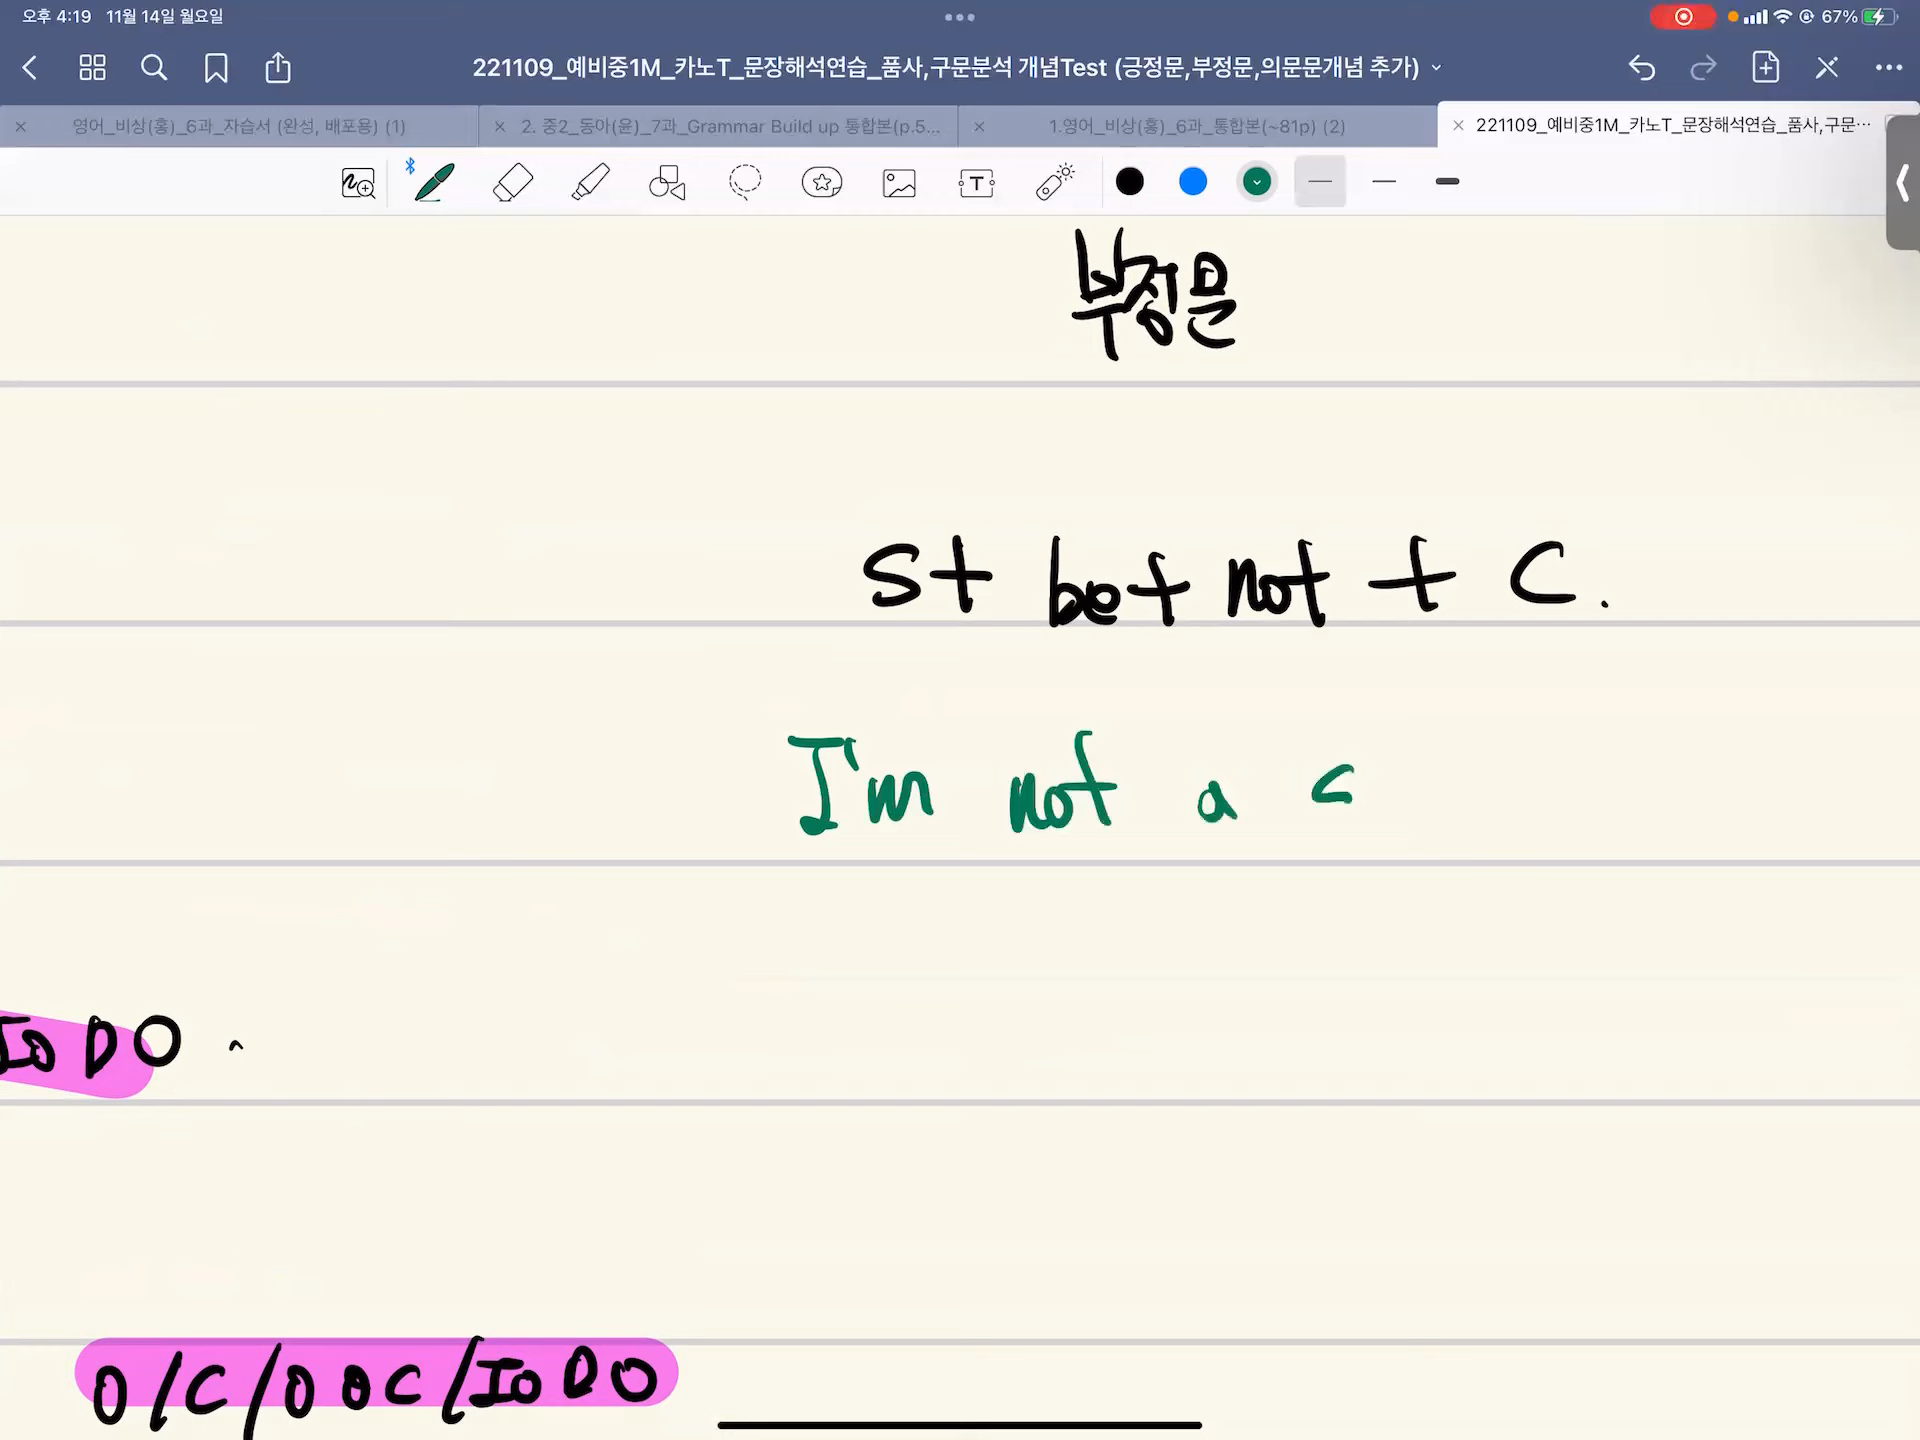 오후 4:19 11월 14일 월요일
67%
221109_예비중1M_카노T_문장해석연습_품사,구문분석 개념Test (긍정문,부정문,의문문개념 추가)
영어_비상(홍)_6과_자습서 (완성, 배포용) (1)
2. 중2_동아(윤)_7과_Grammar Build up 통합본(p.5...
1.영어_비상(홍)_6과_통합본(~81p) (2)
221109_예비중1M_카노T_문장해석연습_품사,구문…
T
부정문
S+ be+ not + C.
I'm not a c
IO DO
O/C/O OC/IO DO